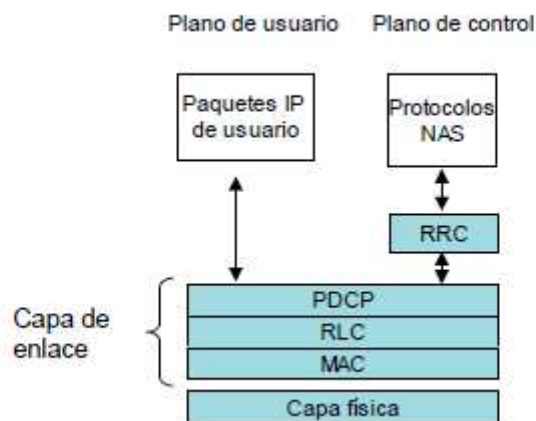 Plano de usuario
Plano de control
Paquetes IP
de usuario
Protocolos
NAS
RRC
Capa de
enlace
PDCP
RLC
MAC
Capa física